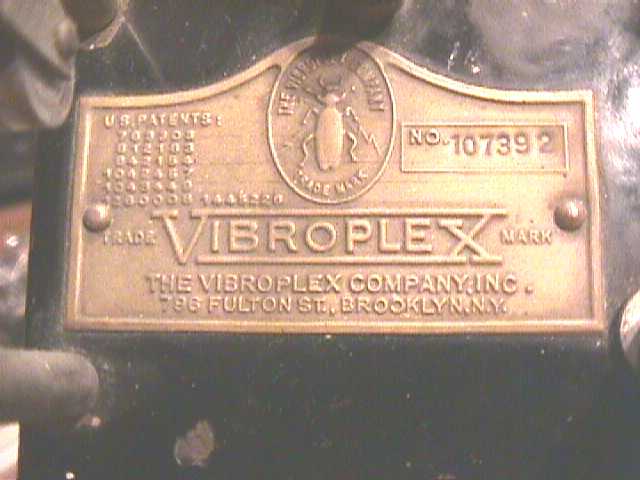 THE VIBROPLEX COMPANY
TRADE MARK
U.S. PATENTS:
NO. 107392
TRADE VIBROPLEX MARK
THE VIBROPLEX COMPANY, INC.
796 FULTON ST., BROOKLYN, N.Y.